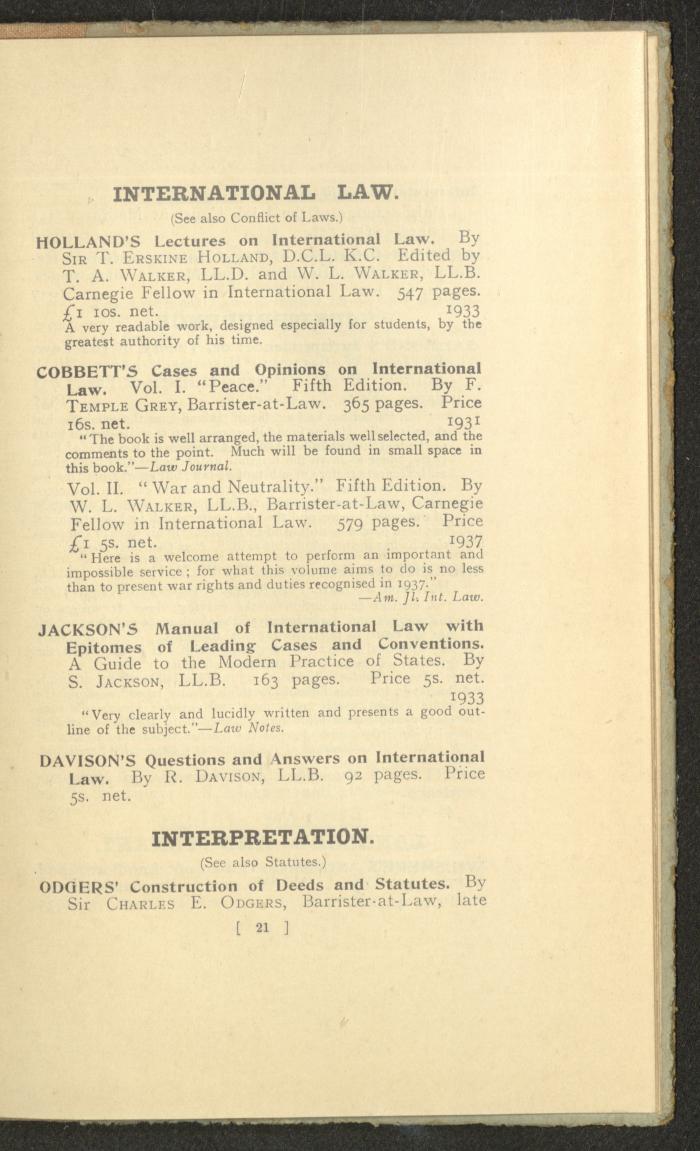 INTERNATIONAL LAW.
(See also Conflict of Laws.)
HOLLAND'S Lectures on International Law. By
SIR T. ERSKINE HOLLAND, D.C.L. K.C. Edited by
T. A. WALKER, LL.D. and W. L. WALKER, LL.B.
Carnegie Fellow in International Law. 547 pages.
£1 10s. net. 1933
A very readable work, designed especially for students, by the
greatest authority of his time.
COBBETT'S Cases and Opinions on International
Law. Vol. I. "Peace." Fifth Edition. By F.
TEMPLE GREY, Barrister-at-Law. 365 pages. Price
16s. net. 1931
"The book is well arranged, the materials well selected, and the
comments to the point. Much will be found in small space in
this book."—Law Journal.
Vol. II. "War and Neutrality." Fifth Edition. By
W. L. WALKER, LL.B., Barrister-at-Law, Carnegie
Fellow in International Law. 579 pages. Price
£1 5s. net. 1937
"Here is a welcome attempt to perform an important and
impossible service; for what this volume aims to do is no less
than to present war rights and duties recognised in 1937."
—Am. Jl. Int. Law.
JACKSON'S Manual of International Law with
Epitomes of Leading Cases and Conventions.
A Guide to the Modern Practice of States. By
S. JACKSON, LL.B. 163 pages. Price 5s. net.
1933
"Very clearly and lucidly written and presents a good out-
line of the subject."—Law Notes.
DAVISON'S Questions and Answers on International
Law. By R. DAVISON, LL.B. 92 pages. Price
5s. net.
INTERPRETATION.
(See also Statutes.)
ODGERS' Construction of Deeds and Statutes. By
Sir CHARLES E. ODGERS, Barrister-at-Law, late
[ 21 ]